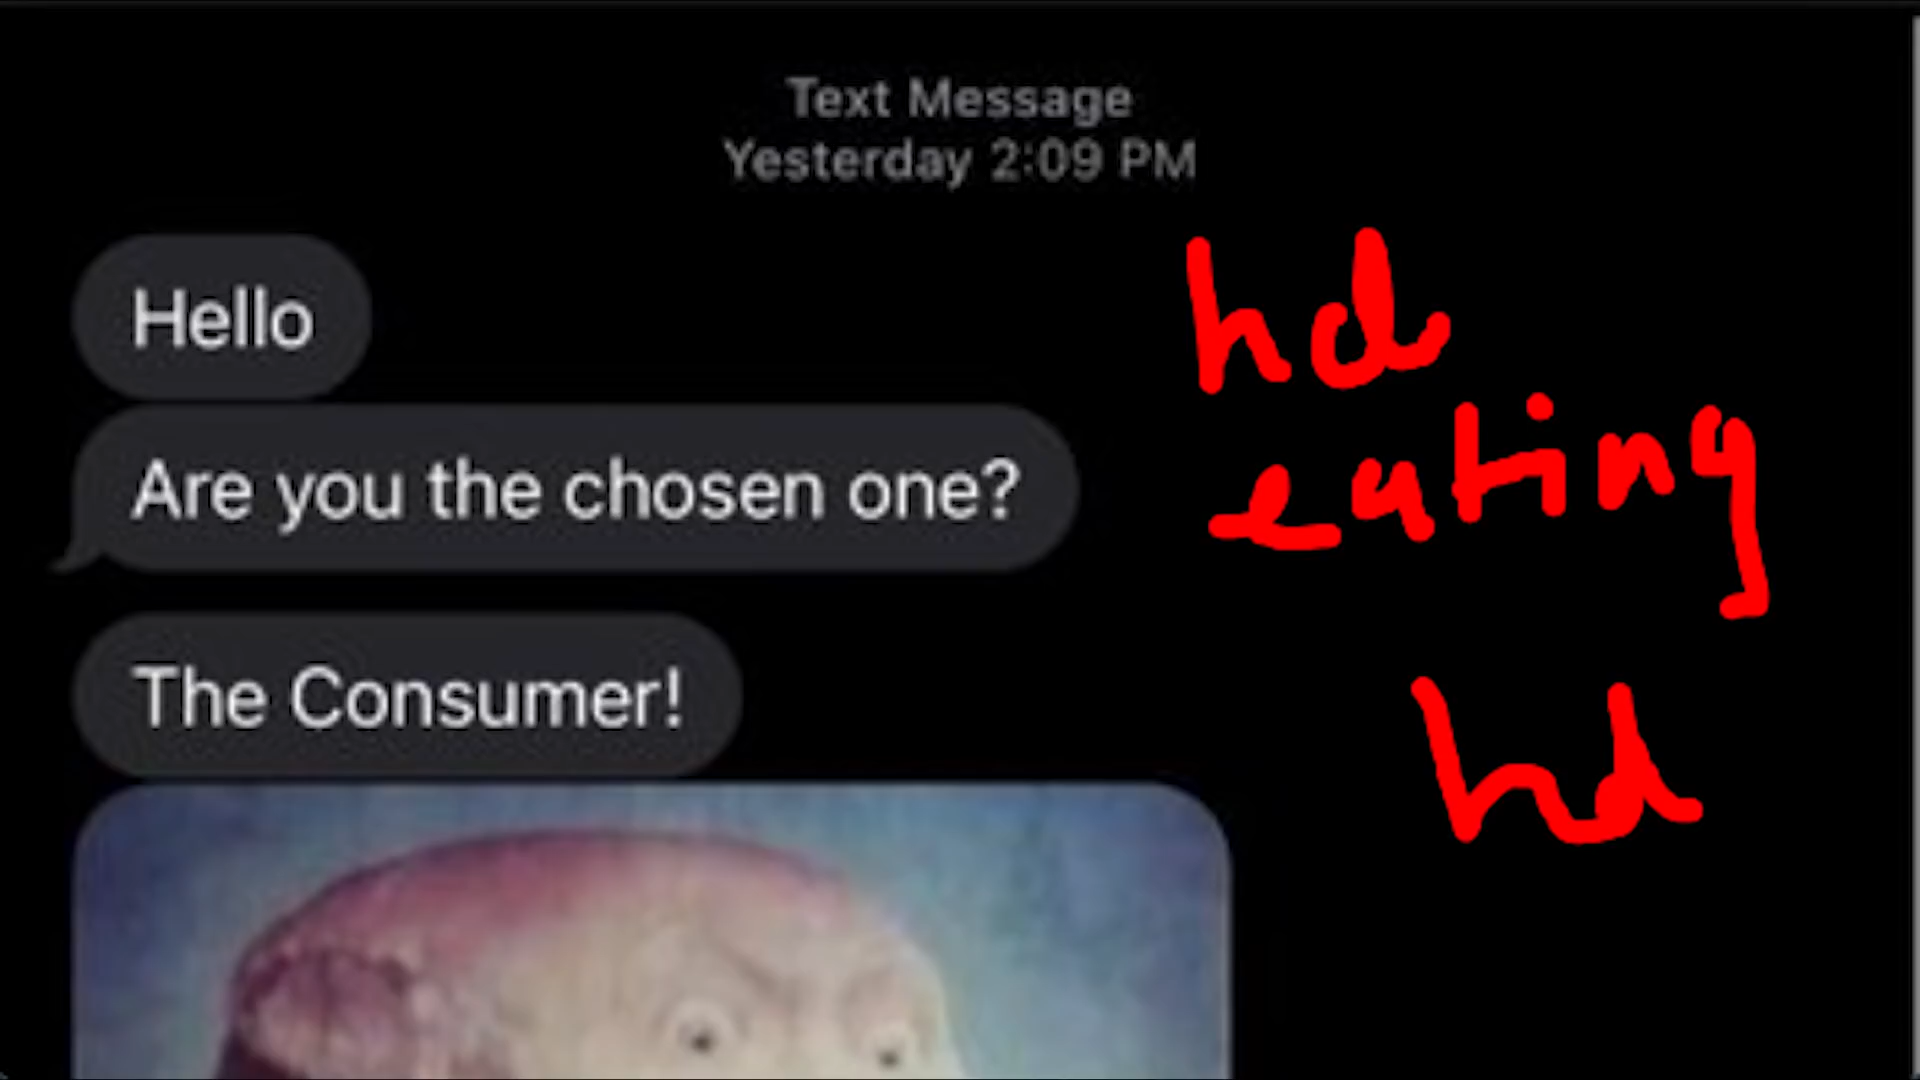 Text Message
Yesterday 2:09 PM
Hello
Are you the chosen one?
The Consumer!
hd
eating
hd